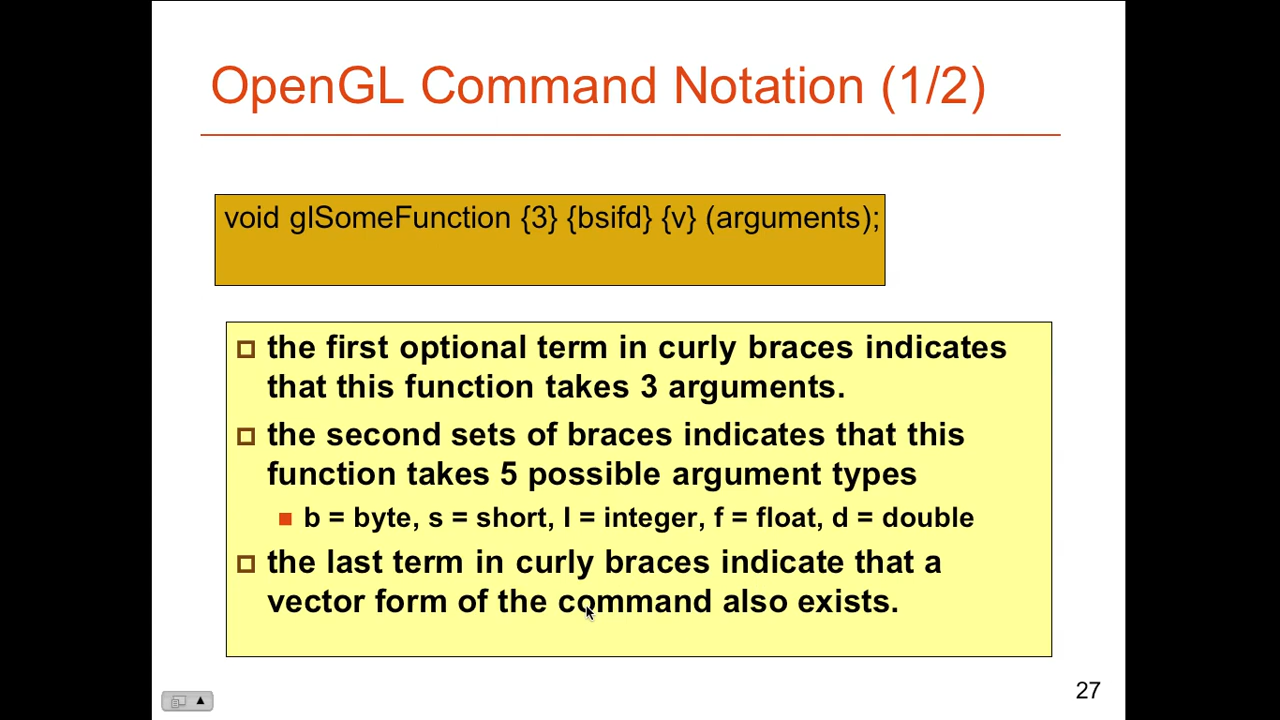 OpenGL Command Notation (1/2)
void glSomeFunction {3} {bsifd} {v} (arguments);
the first optional term in curly braces indicates
that this function takes 3 arguments.
the second sets of braces indicates that this
function takes 5 possible argument types
b = byte, s = short, I = integer, f = float, d = double
the last term in curly braces indicate that a
vector form of the command also exists.
27